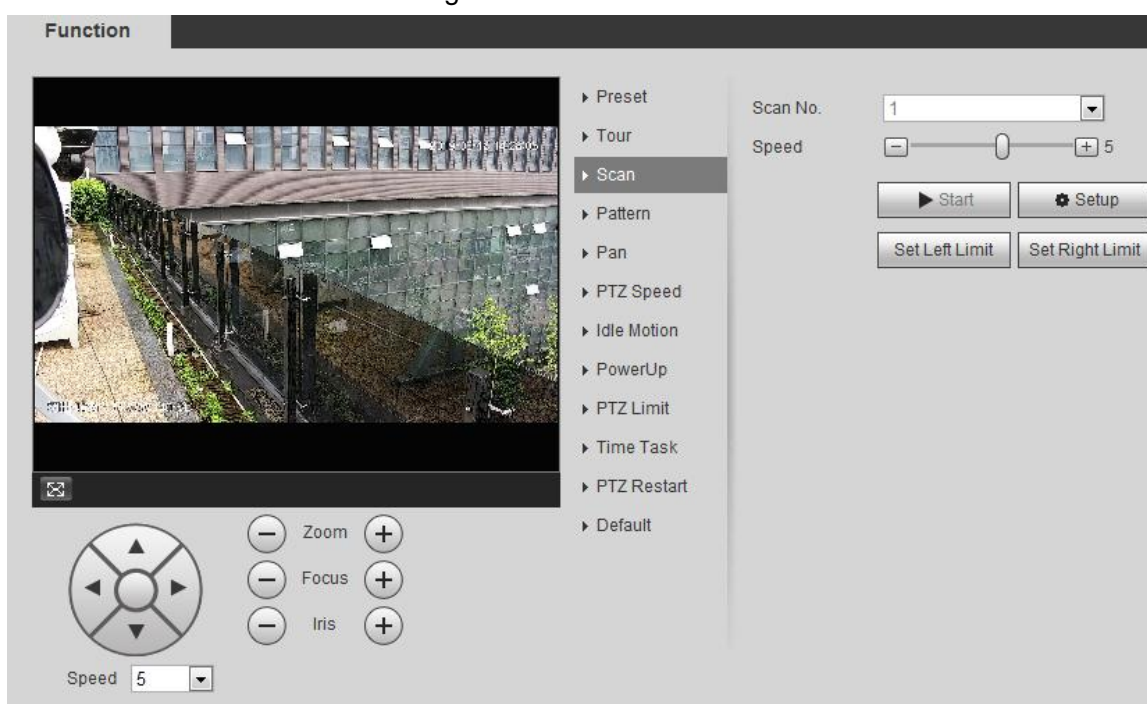 Function
Preset
Tour
Scan
Pattern
Pan
PTZ Speed
Idle Motion
PowerUp
PTZ Limit
Time Task
PTZ Restart
Default
Scan No. 1
Speed 5
Start Setup
Set Left Limit Set Right Limit
Zoom
Focus
Iris
Speed 5